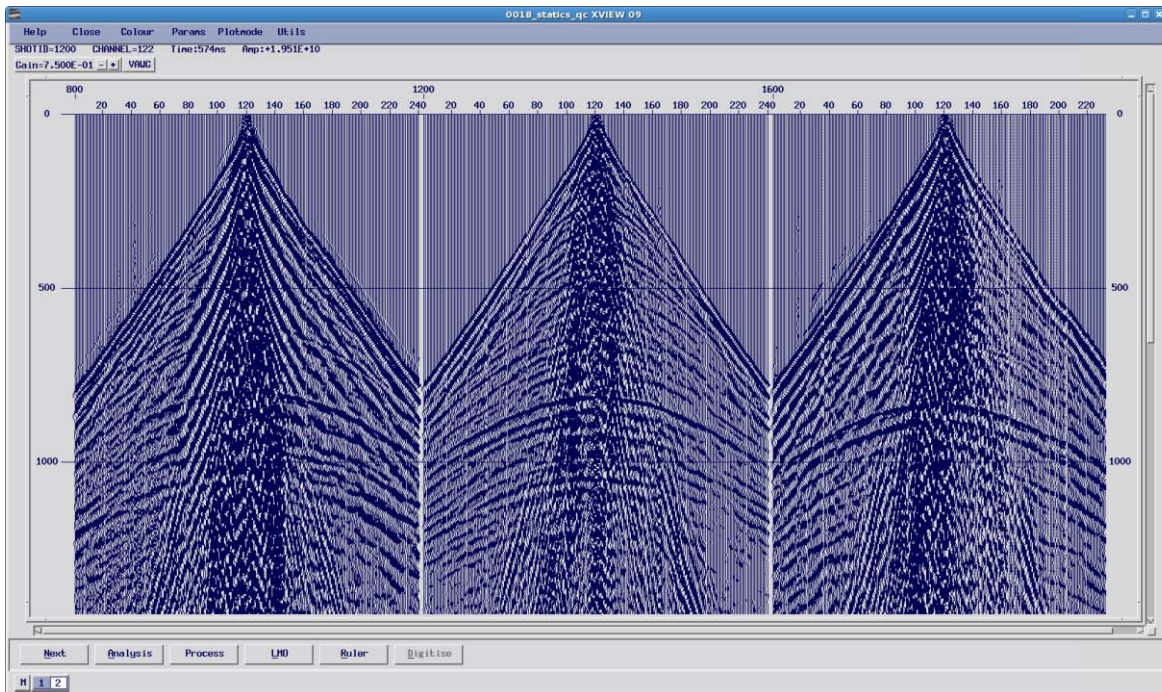 0018_statics_qc XVIEW 09
Help Close Colour Params Plotmode Utils
SHOTID=1200 CHANNEL=122 Time:574ms Amp:+1.951E+10
Gain=7.500E-01 - + VAWG
800 1200 1600
20 40 60 80 100 120 140 160 180 200 220 240 20 40 60 80 100 120 140 160 180 200 220 240 20 40 60 80 100 120 140 160 180 200 220
0 0
500 500
1000 1000
Next Analysis Process LMO Ruler Digitise
M 1 2